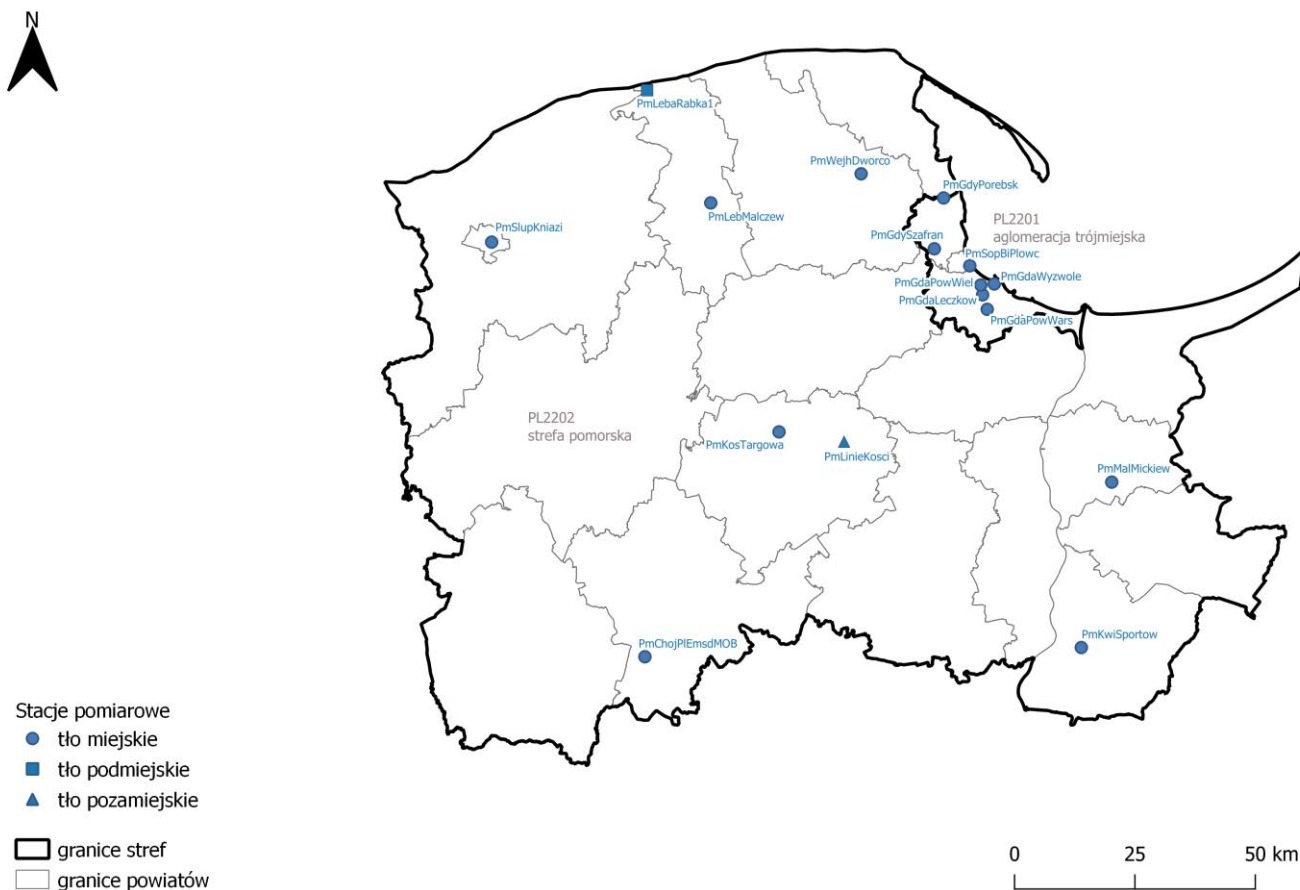 N
PmLebaRabka1
PmWejhDworco
PmGdyPorebsk
PmLebMalczew
PL2201
aglomeracja trójmiejska
PmSlupKniazi
PmGdySzafran
PmSopBiPlowc
PmGdaPowWiel
PmGdaWyzwole
PmGdaLeczkow
PmGdaPowWars
PL2202
strefa pomorska
PmKosTargowa
PmLinieKosci
PmMalMickiew
PmChojPlEmsdMOB
PmKwiSportow
Stacje pomiarowe
tło miejskie
tło podmiejskie
tło pozamiejskie
granice stref
granice powiatów
0 25 50 km